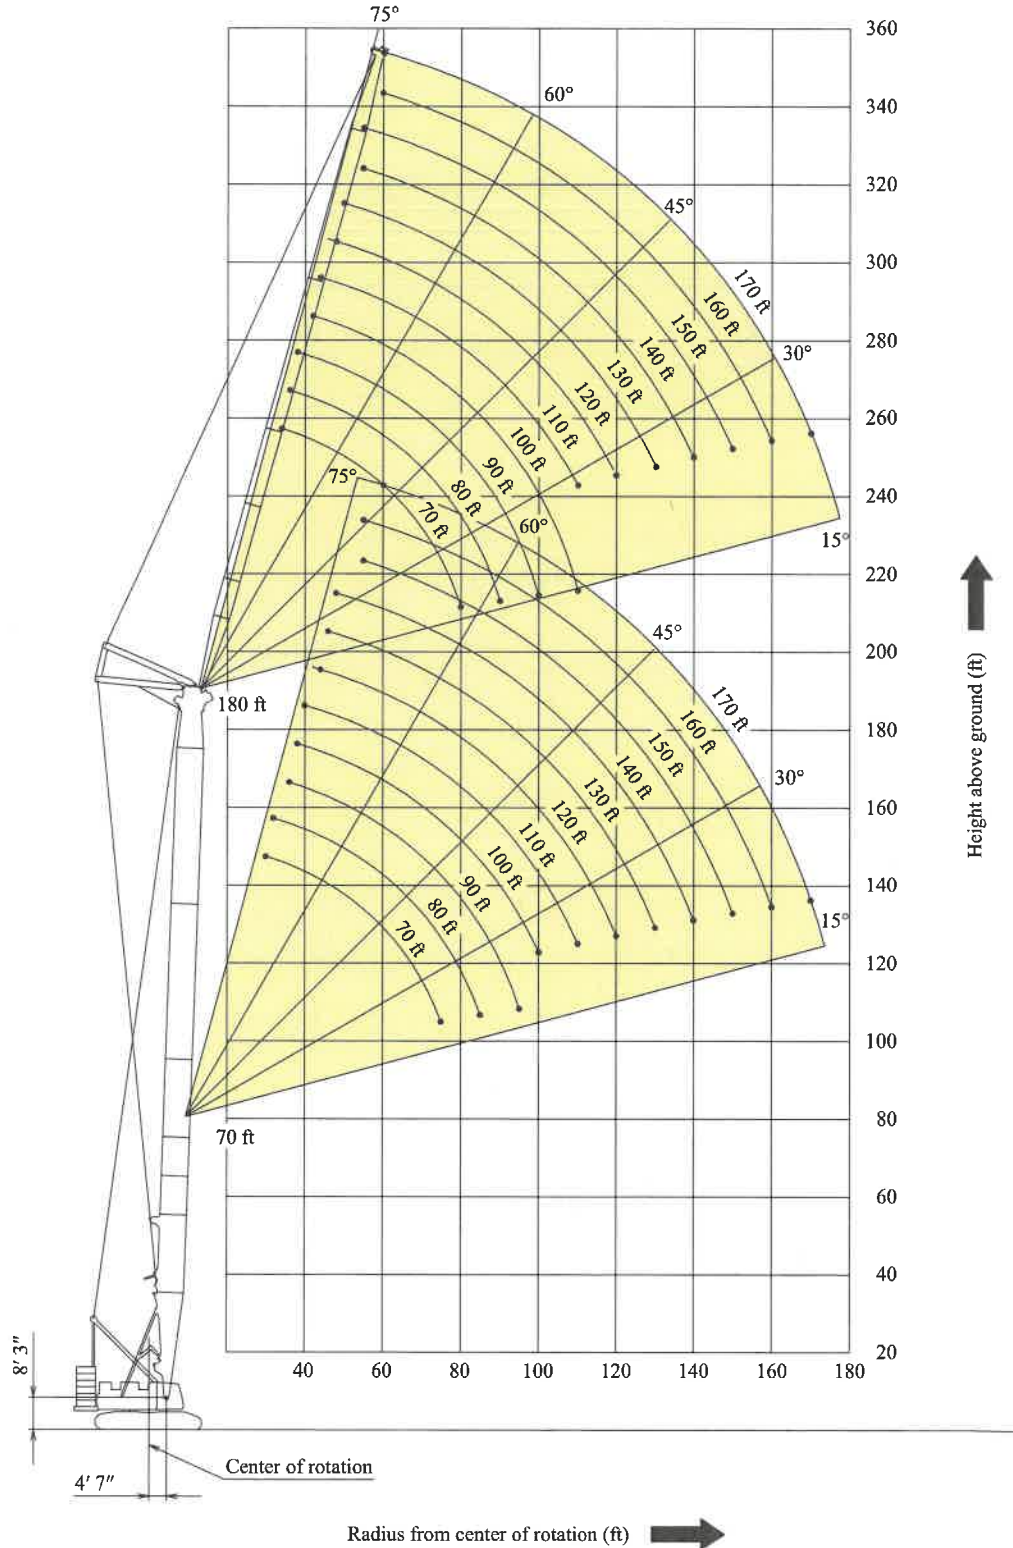 75°
360
60°
340
320
45°
300
170 ft
160 ft
150 ft
140 ft
130 ft
120 ft
110 ft
100 ft
90 ft
80 ft
70 ft
280
30°
260
240
75°
60°
15°
220
45°
200
180 ft
170 ft
160 ft
150 ft
140 ft
130 ft
120 ft
110 ft
100 ft
90 ft
80 ft
70 ft
180
30°
160
140
15°
120
100
80
70 ft
60
40
20
Height above ground (ft)
40 60 80 100 120 140 160 180
8' 3"
4' 7"
Center of rotation
Radius from center of rotation (ft)